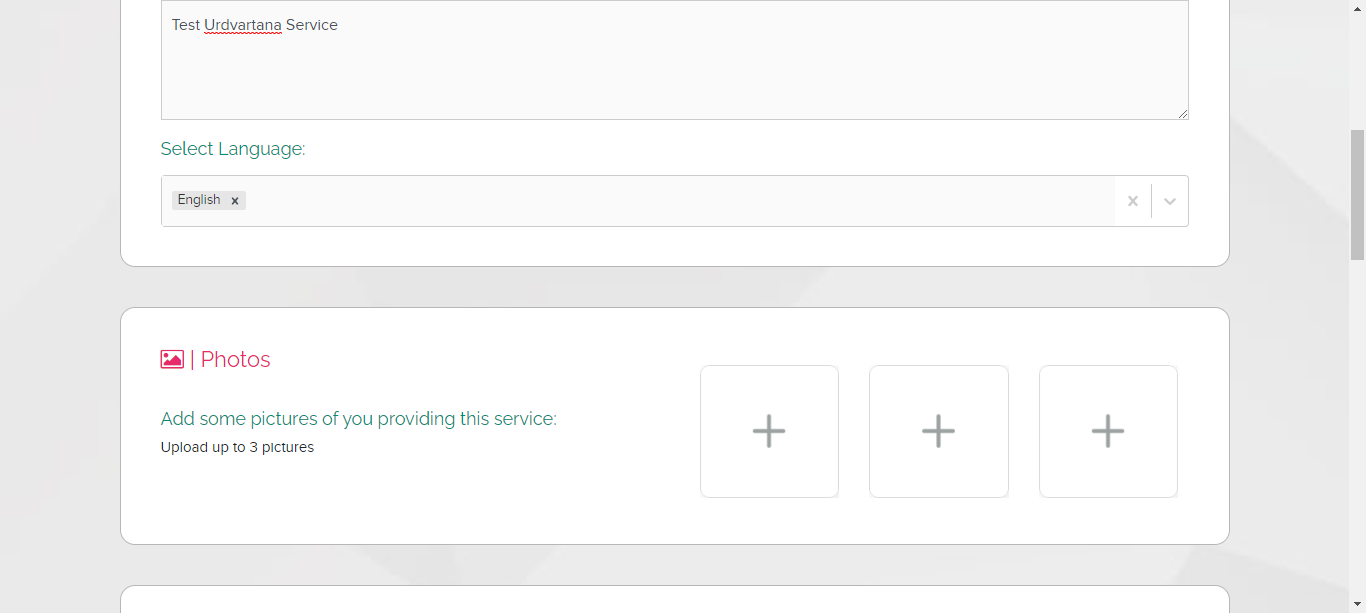 Test Urdvartana Service
Select Language:
English ×
| Photos
Add some pictures of you providing this service:
Upload up to 3 pictures